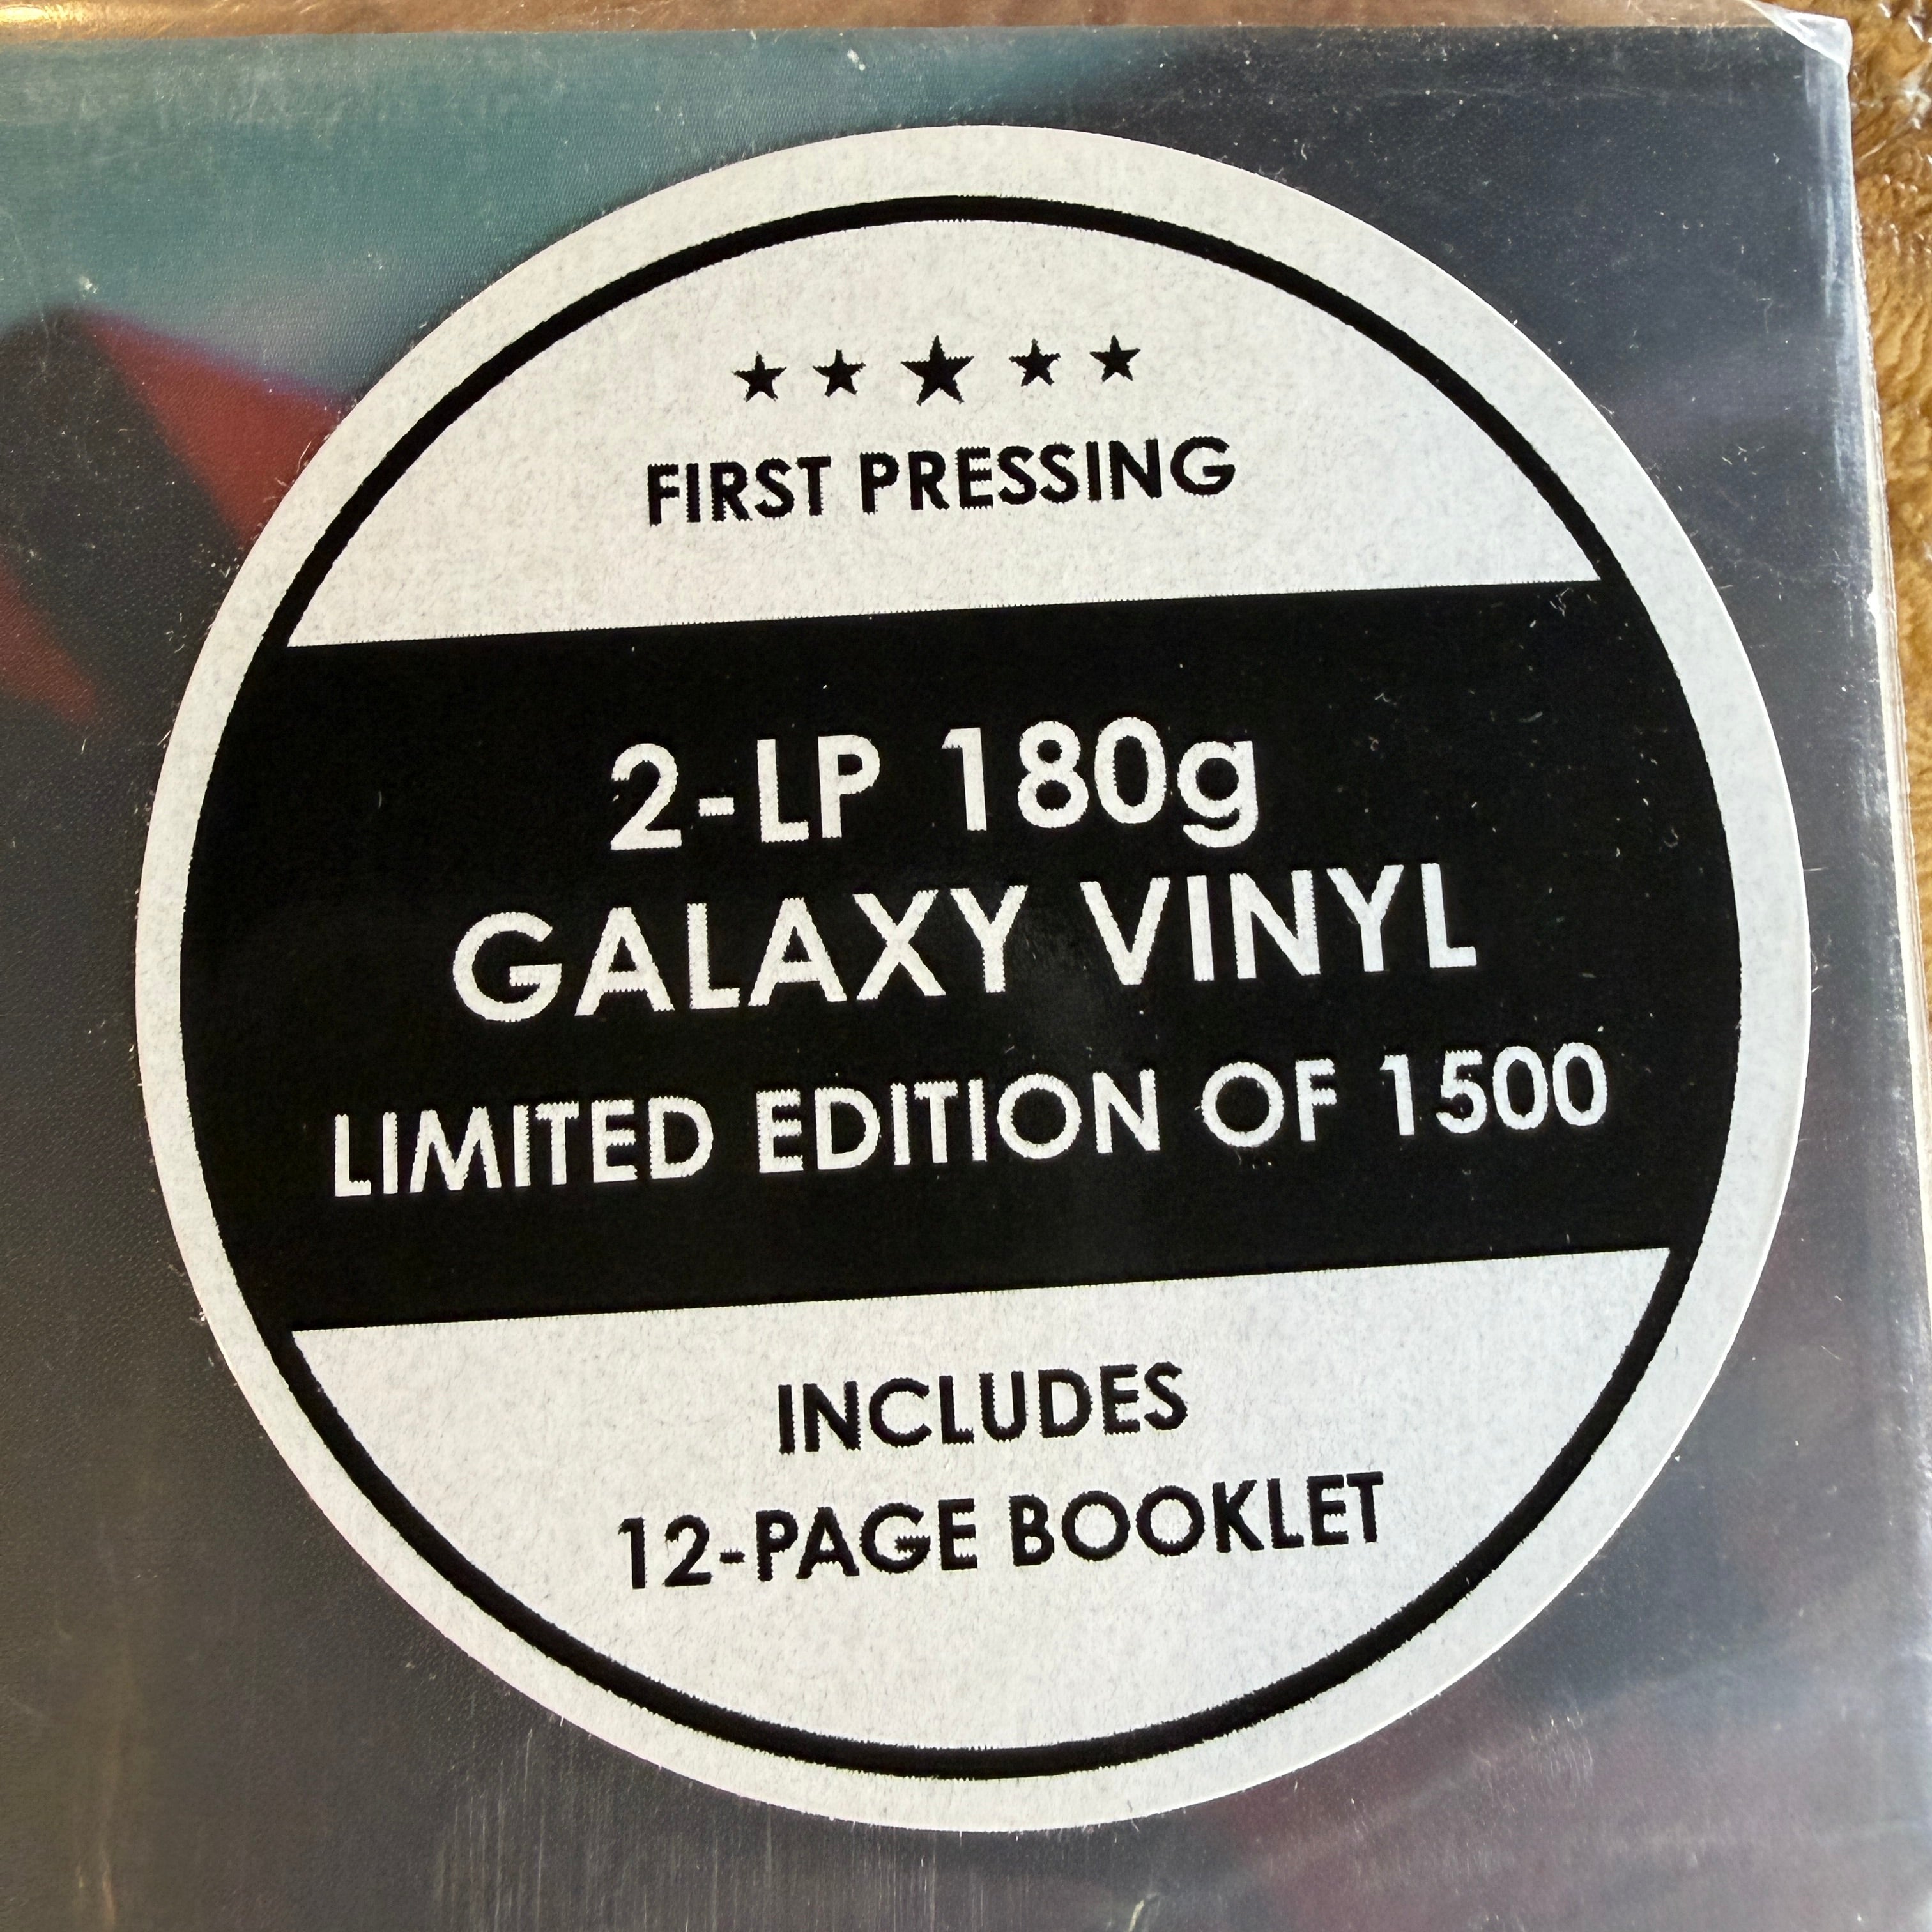 FIRST PRESSING
2-LP 180g
GALAXY VINYL
LIMITED EDITION OF 1500
INCLUDES
12-PAGE BOOKLET